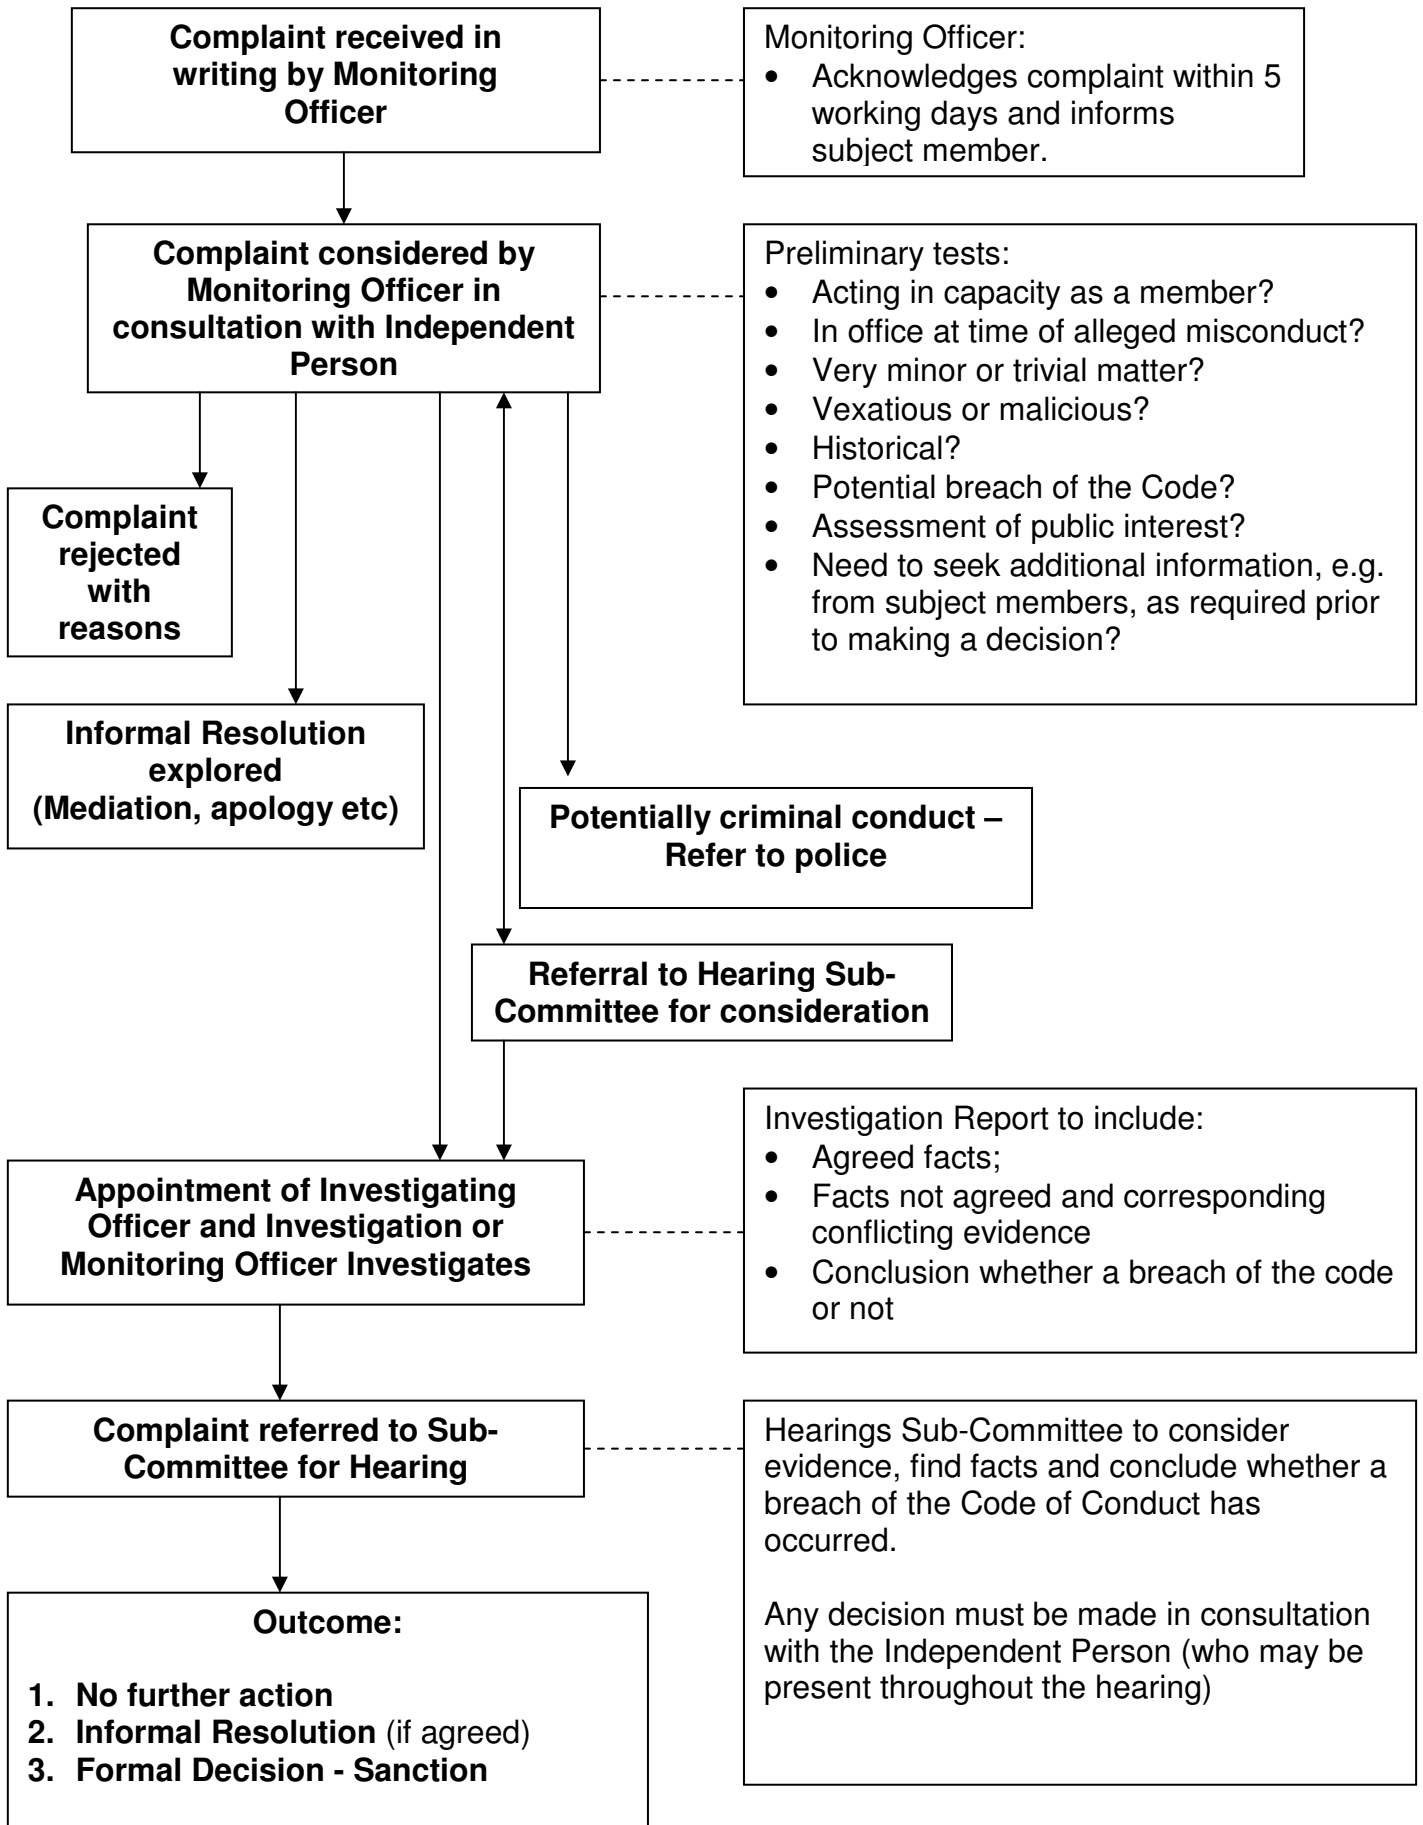 Complaint received in
writing by Monitoring
Officer
Monitoring Officer:
• Acknowledges complaint within 5
working days and informs
subject member.
Complaint considered by
Monitoring Officer in
consultation with Independent
Person
Preliminary tests:
• Acting in capacity as a member?
• In office at time of alleged misconduct?
• Very minor or trivial matter?
• Vexatious or malicious?
• Historical?
• Potential breach of the Code?
• Assessment of public interest?
• Need to seek additional information, e.g.
from subject members, as required prior
to making a decision?
Complaint
rejected
with
reasons
Informal Resolution
explored
(Mediation, apology etc)
Potentially criminal conduct –
Refer to police
Referral to Hearing Sub-
Committee for consideration
Appointment of Investigating
Officer and Investigation or
Monitoring Officer Investigates
Investigation Report to include:
• Agreed facts;
• Facts not agreed and corresponding
conflicting evidence
• Conclusion whether a breach of the code
or not
Complaint referred to Sub-
Committee for Hearing
Hearings Sub-Committee to consider
evidence, find facts and conclude whether a
breach of the Code of Conduct has
occurred.
Any decision must be made in consultation
with the Independent Person (who may be
present throughout the hearing)
Outcome:
1. No further action
2. Informal Resolution (if agreed)
3. Formal Decision - Sanction